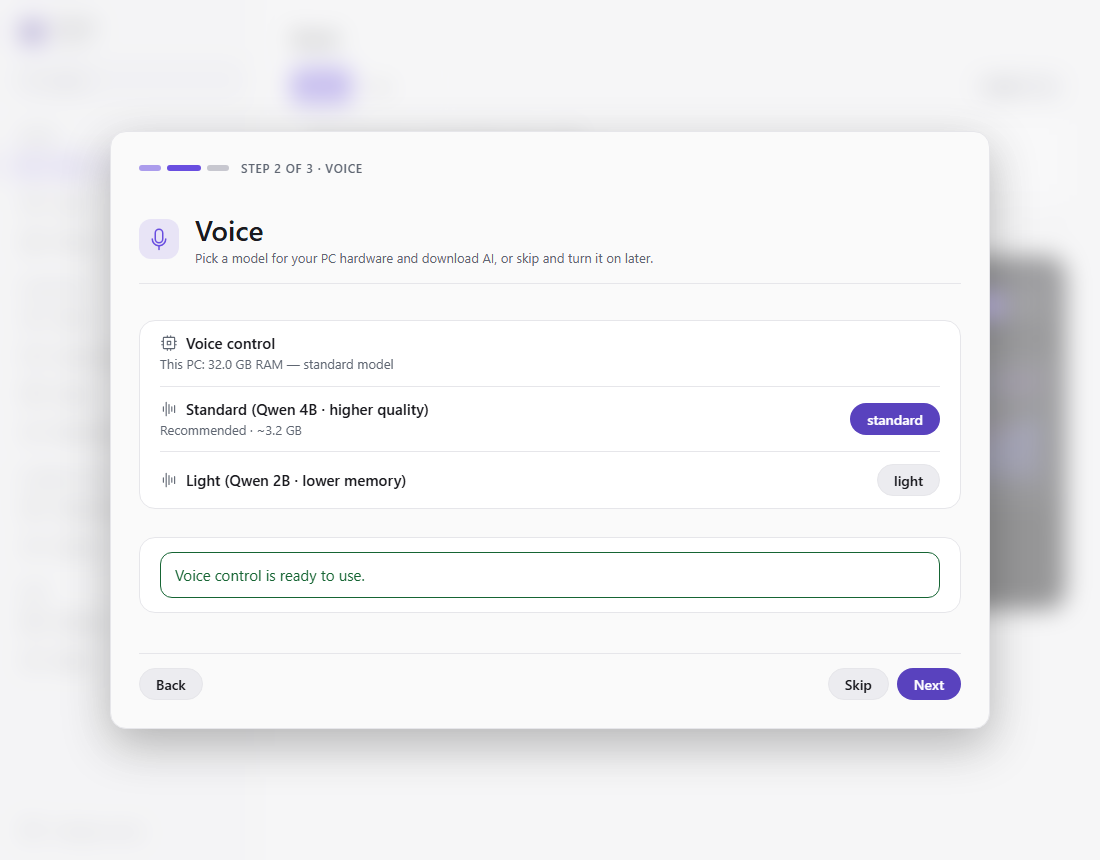 STEP 2 OF 3 · VOICE
Voice
Pick a model for your PC hardware and download AI, or skip and turn it on later.
Voice control
This PC: 32.0 GB RAM — standard model
Standard (Qwen 4B · higher quality)
Recommended · ~3.2 GB
standard
Light (Qwen 2B · lower memory)
light
Voice control is ready to use.
Back
Skip
Next